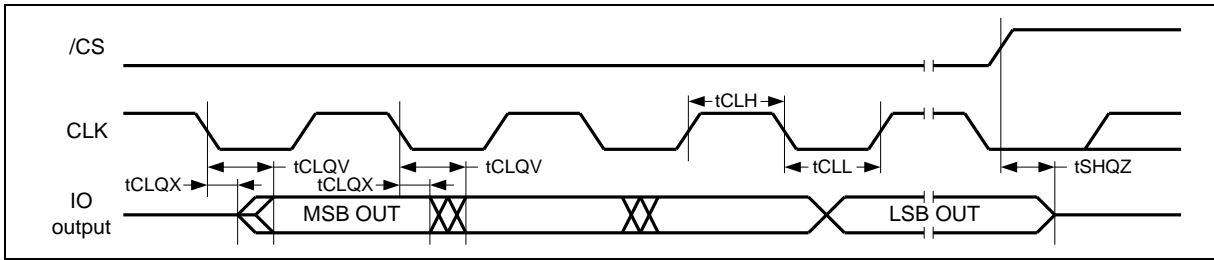 /CS
tCLH
CLK
tCLQV
tCLQV
tCLL
tSHQZ
tCLQX
tCLQX
IO
output
MSB OUT
LSB OUT